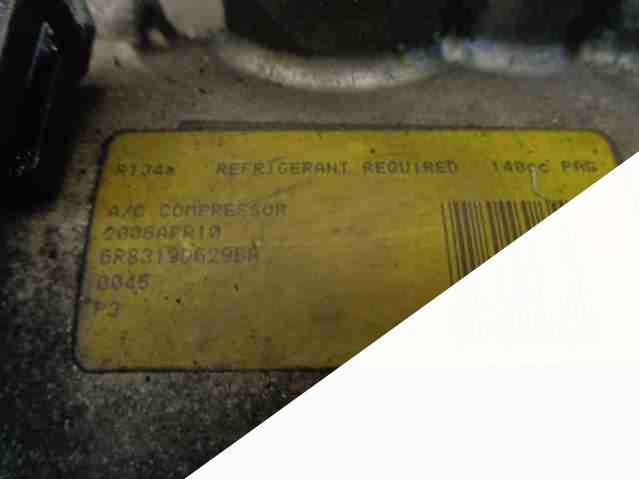 R134a REFRIGERANT REQUIRED 140cc PAG
A/C COMPRESSOR
2006APR10
6R8319D629BA
0045
P3